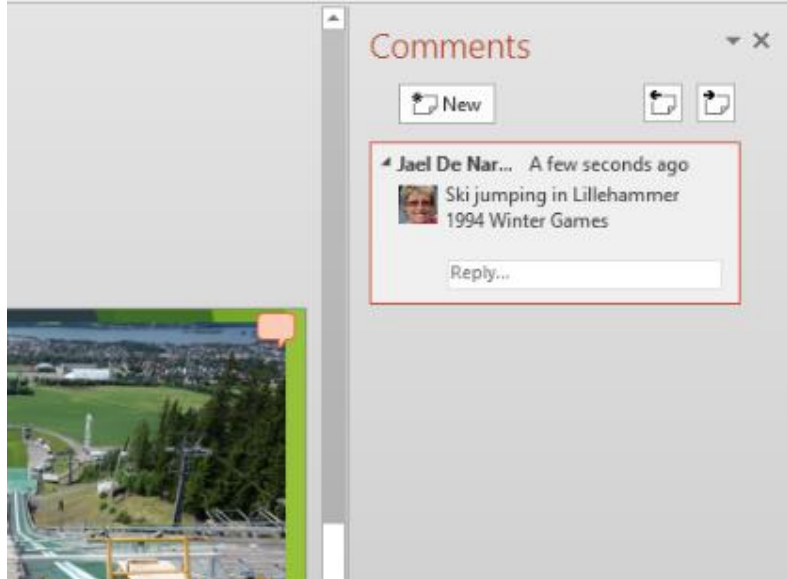 Comments
New
Jael De Nar... A few seconds ago
Ski jumping in Lillehammer
1994 Winter Games
Reply...